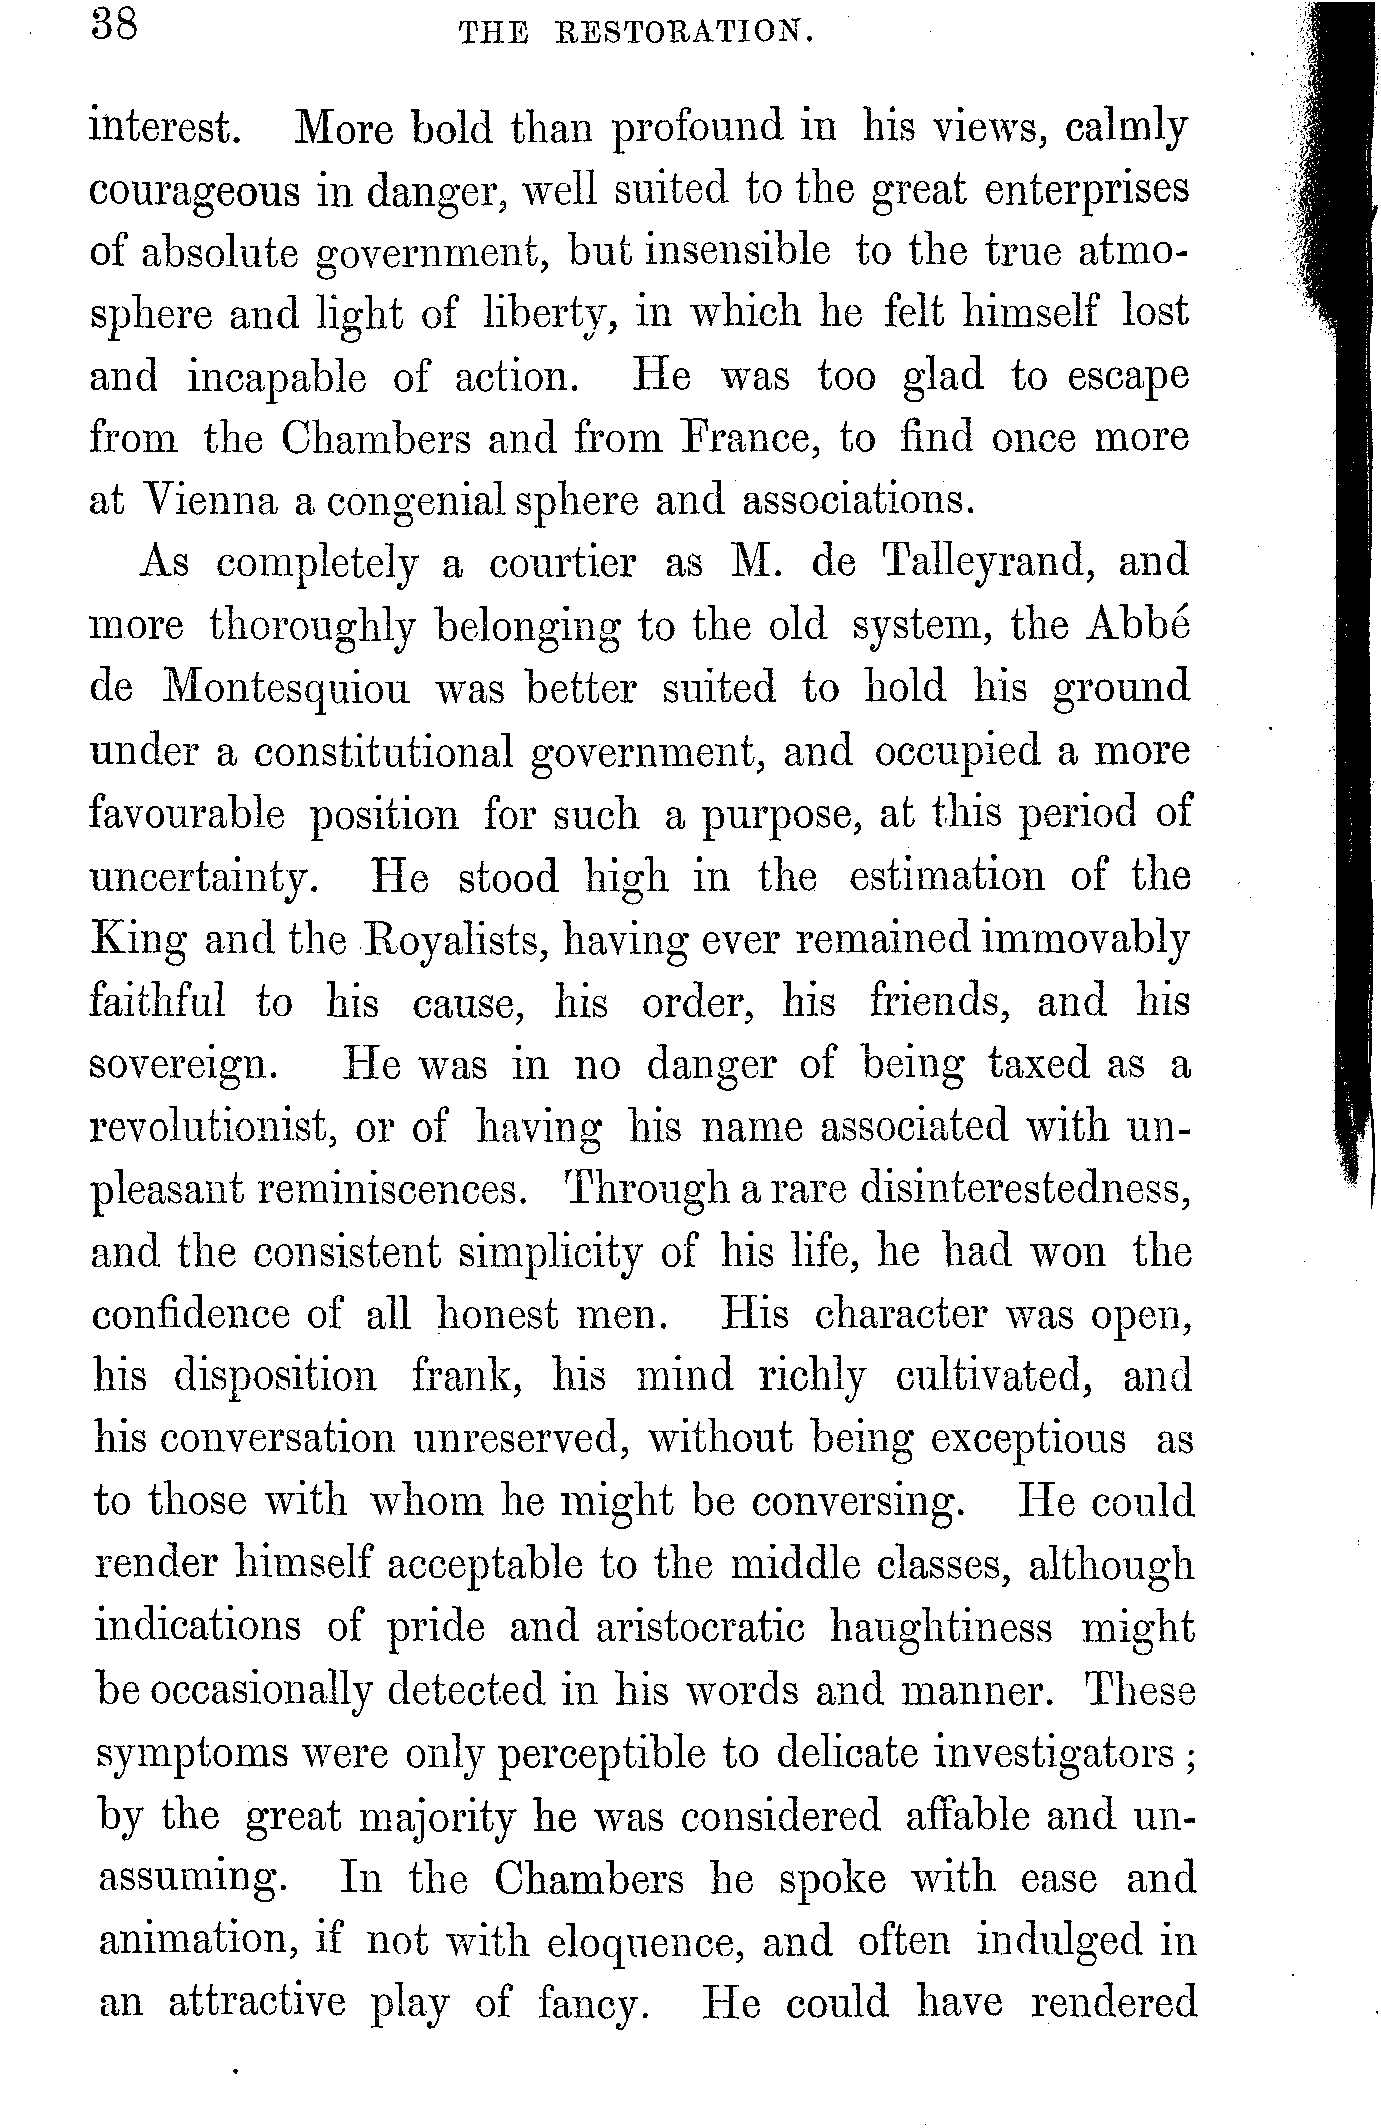 38 THE RESTORATION.
interest. More bold than profound in his views, calmly
courageous in danger, well suited to the great enterprises
of absolute government, but insensible to the true atmo-
sphere and light of liberty, in which he felt himself lost
and incapable of action. He was too glad to escape
from the Chambers and from France, to find once more
at Vienna a congenial sphere and associations.
As completely a courtier as M. de Talleyrand, and
more thoroughly belonging to the old system, the Abbé
de Montesquiou was better suited to hold his ground
under a constitutional government, and occupied a more
favourable position for such a purpose, at this period of
uncertainty. He stood high in the estimation of the
King and the Royalists, having ever remained immovably
faithful to his cause, his order, his friends, and his
sovereign. He was in no danger of being taxed as a
revolutionist, or of having his name associated with un-
pleasant reminiscences. Through a rare disinterestedness,
and the consistent simplicity of his life, he had won the
confidence of all honest men. His character was open,
his disposition frank, his mind richly cultivated, and
his conversation unreserved, without being exceptious as
to those with whom he might be conversing. He could
render himself acceptable to the middle classes, although
indications of pride and aristocratic haughtiness might
be occasionally detected in his words and manner. These
symptoms were only perceptible to delicate investigators;
by the great majority he was considered affable and un-
assuming. In the Chambers he spoke with ease and
animation, if not with eloquence, and often indulged in
an attractive play of fancy. He could have rendered